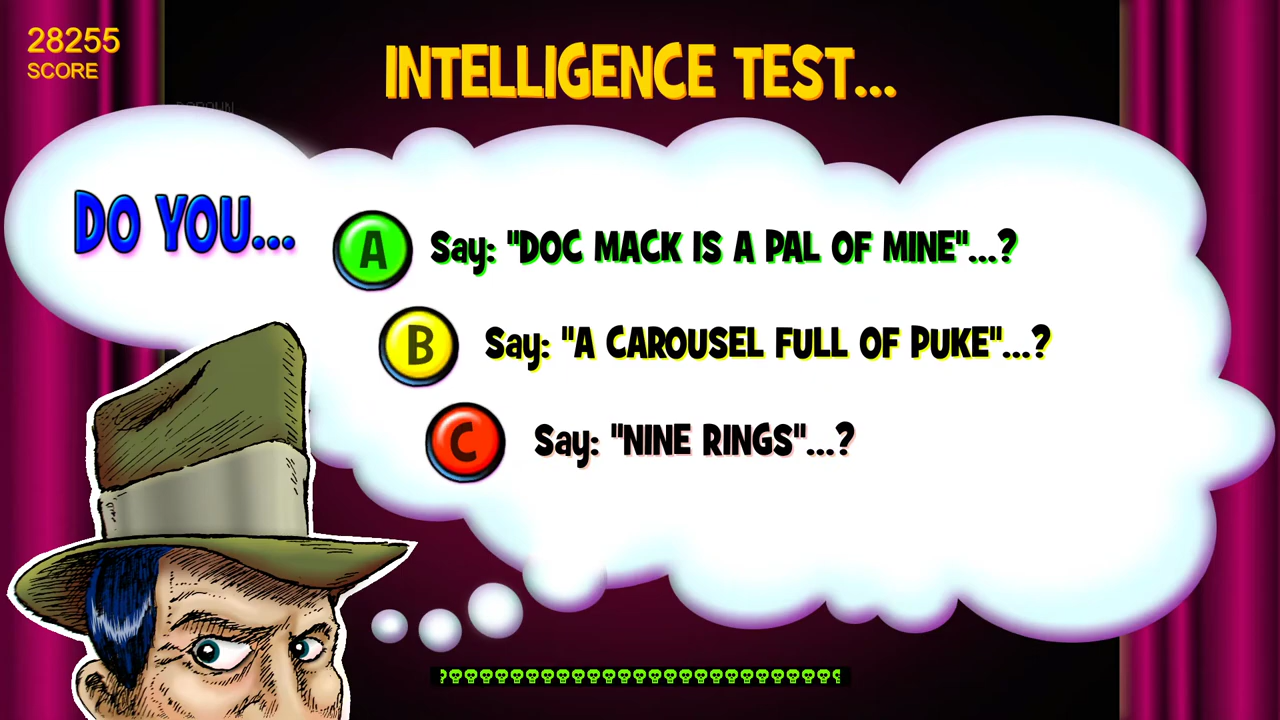 28255
SCORE
INTELLIGENCE TEST...
DO YOU...
A Say: "DOC MACK IS A PAL OF MINE"...?
B Say: "A CAROUSEL FULL OF PUKE"...?
C Say: "NINE RINGS"...?